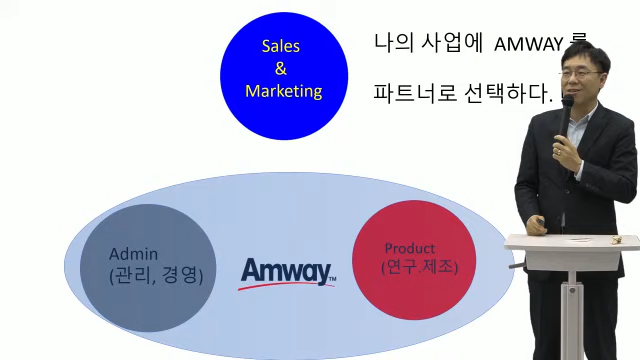 Sales
&
Marketing
나의 사업에 AMWAY 를
파트너로 선택하다.
Admin
(관리, 경영)
Amway™
Product
(연구.제조)